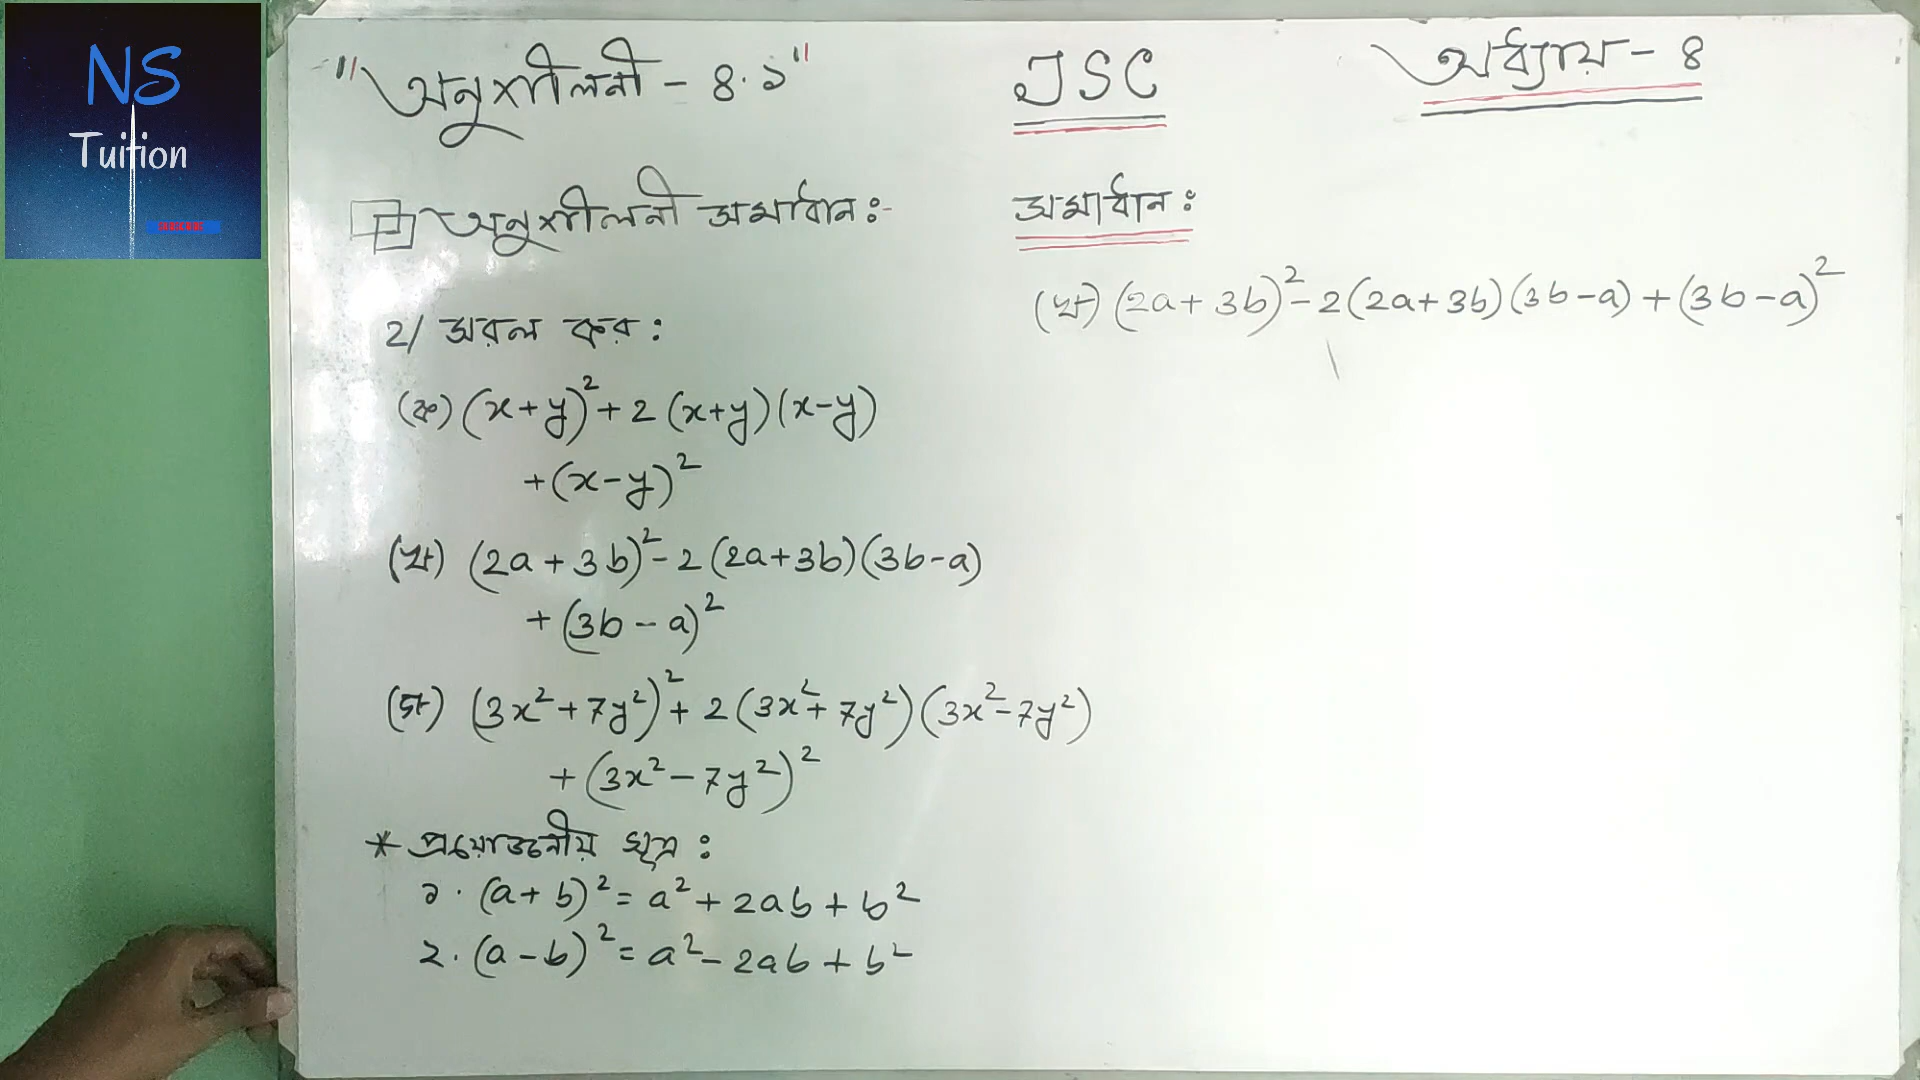 NS
Tuition
"অনুশীলনী - ৪.১"
JSC
অধ্যায় - ৪
অনুশীলনী সমাধান :-
2/ সরল কর :
(ক) (x+y)² + 2 (x+y) (x-y)
+ (x-y)²
(খ) (2a + 3b)² - 2 (2a+3b) (3b-a)
+ (3b - a)²
(গ) (3x² + 7y²)² + 2 (3x² + 7y²) (3x² - 7y²)
+ (3x² - 7y²)²
* প্রয়োজনীয় সূত্র :
১. (a+b)² = a² + 2ab + b²
২. (a-b)² = a² - 2ab + b²
সমাধান :
(খ) (2a+3b)² - 2 (2a+3b) (3b-a) + (3b-a)²